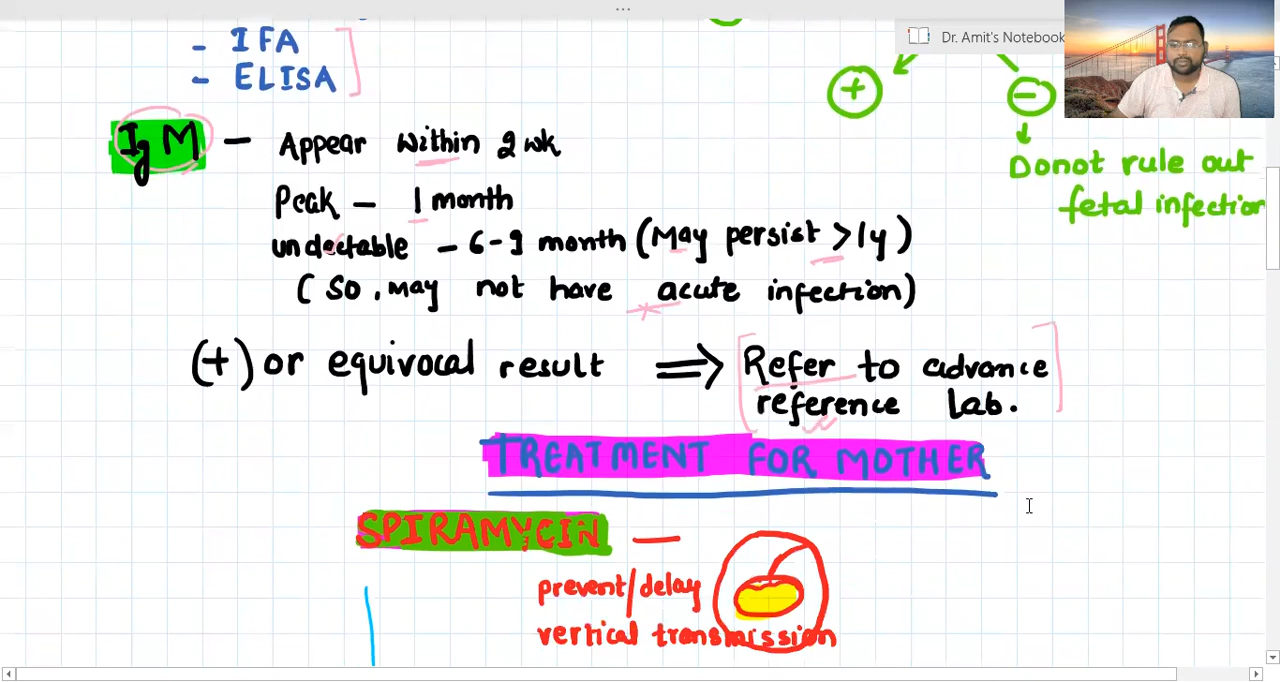 Dr. Amit's Notebook
- IFA
- ELISA
+
-
Donot rule out
fetal infection
IgM - Appear within 2 wk
Peak - 1 month
undectable - 6-9 month (May persist >1y)
(So, may not have acute infection)
(+) or equivocal result ⇒ Refer to advance
reference lab.
TREATMENT FOR MOTHER
SPIRAMYCIN -
prevent/delay
vertical transmission